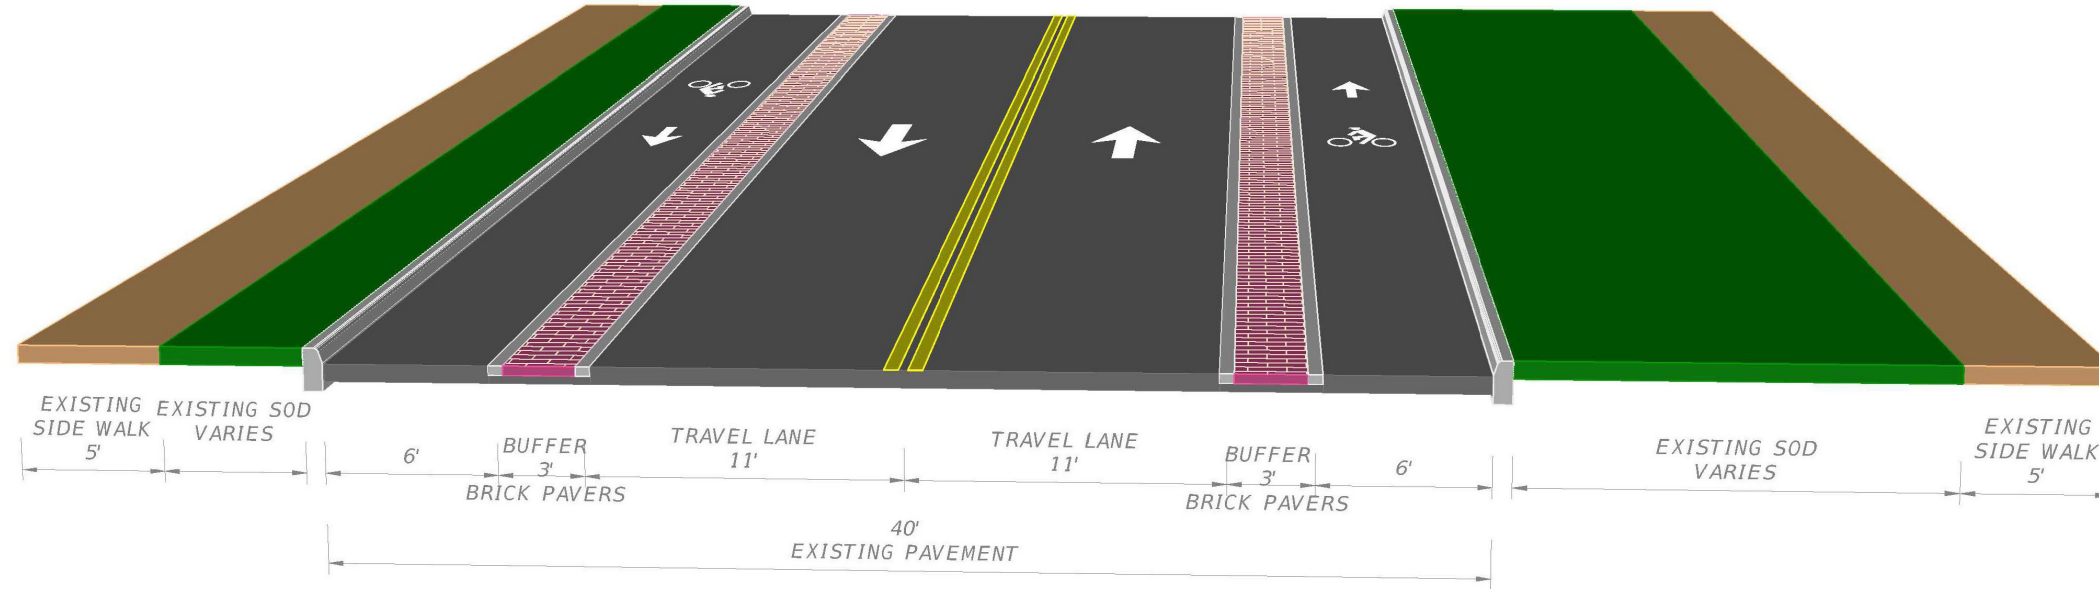 EXISTING
SIDE WALK
5'
EXISTING SOD
VARIES
6'
BUFFER
3'
BRICK PAVERS
TRAVEL LANE
11'
TRAVEL LANE
11'
BUFFER
3'
BRICK PAVERS
6'
EXISTING SOD
VARIES
EXISTING
SIDE WALK
5'
40'
EXISTING PAVEMENT